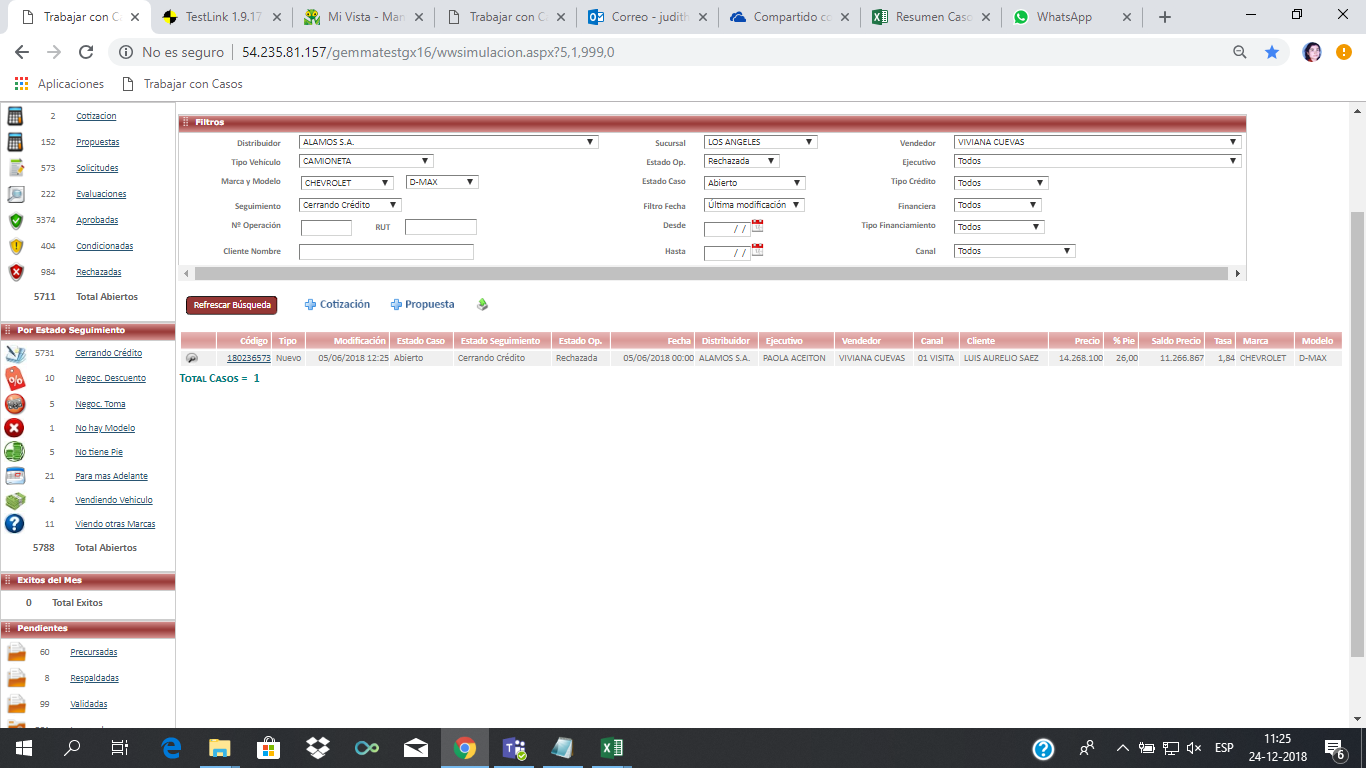 Trabajar con C
TestLink 1.9.17
Mi Vista - Man
Trabajar con C
Correo - judith
Compartido co
Resumen Caso
WhatsApp
No es seguro 54.235.81.157/gemmatestgx16/wwsimulacion.aspx?5,1,999,0
Aplicaciones Trabajar con Casos
2 Cotizacion
152 Propuestas
573 Solicitudes
222 Evaluaciones
3374 Aprobadas
404 Condicionadas
984 Rechazadas
5711 Total Abiertos
Por Estado Seguimiento
5731 Cerrando Crédito
10 Negoc. Descuento
5 Negoc. Toma
1 No hay Modelo
5 No tiene Pie
21 Para mas Adelante
4 Vendiendo Vehiculo
11 Viendo otras Marcas
5788 Total Abiertos
Exitos del Mes
0 Total Exitos
Pendientes
60 Precursadas
8 Respaldadas
99 Validadas
Filtros
Distribuidor ALAMOS S.A. Sucursal LOS ANGELES Vendedor VIVIANA CUEVAS
Tipo Vehículo CAMIONETA Estado Op. Rechazada Ejecutivo Todos
Marca y Modelo CHEVROLET D-MAX Estado Caso Abierto Tipo Crédito Todos
Seguimiento Cerrando Crédito Filtro Fecha Última modificación Financiera Todos
Nº Operación RUT Desde / / Tipo Financiamiento Todos
Cliente Nombre Hasta / / Canal Todos
Refrescar Búsqueda Cotización Propuesta
Código Tipo Modificación Estado Caso Estado Seguimiento Estado Op. Fecha Distribuidor Ejecutivo Vendedor Canal Cliente Precio % Pie Saldo Precio Tasa Marca Modelo
180236573 Nuevo 05/06/2018 12:25 Abierto Cerrando Crédito Rechazada 05/06/2018 00:00 ALAMOS S.A. PAOLA ACEITON VIVIANA CUEVAS 01 VISITA LUIS AURELIO SAEZ 14.268.100 26,00 11.266.867 1,84 CHEVROLET D-MAX
Total Casos = 1
ESP
11:25
24-12-2018
6